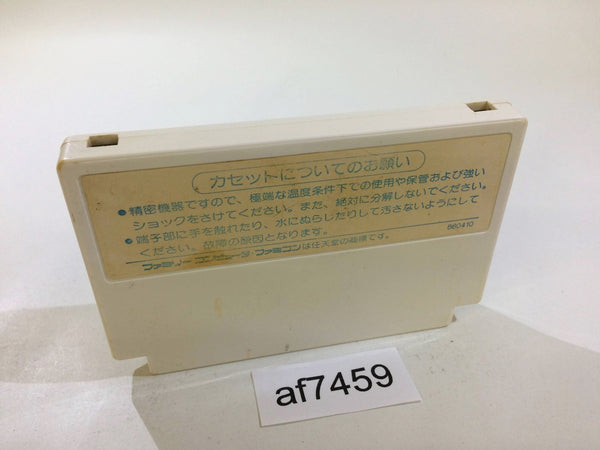 カセットについてのお願い
●精密機器ですので、極端な温度条件下での使用や保管および強い
ショックをさけてください。また、絶対に分解しないでください。
●端子部に手を触れたり、水にぬらしたりして汚さないようにして
ください。故障の原因となります。
ファミリーコンピュータ・ファミコンは任天堂の商標です。
860410
af7459